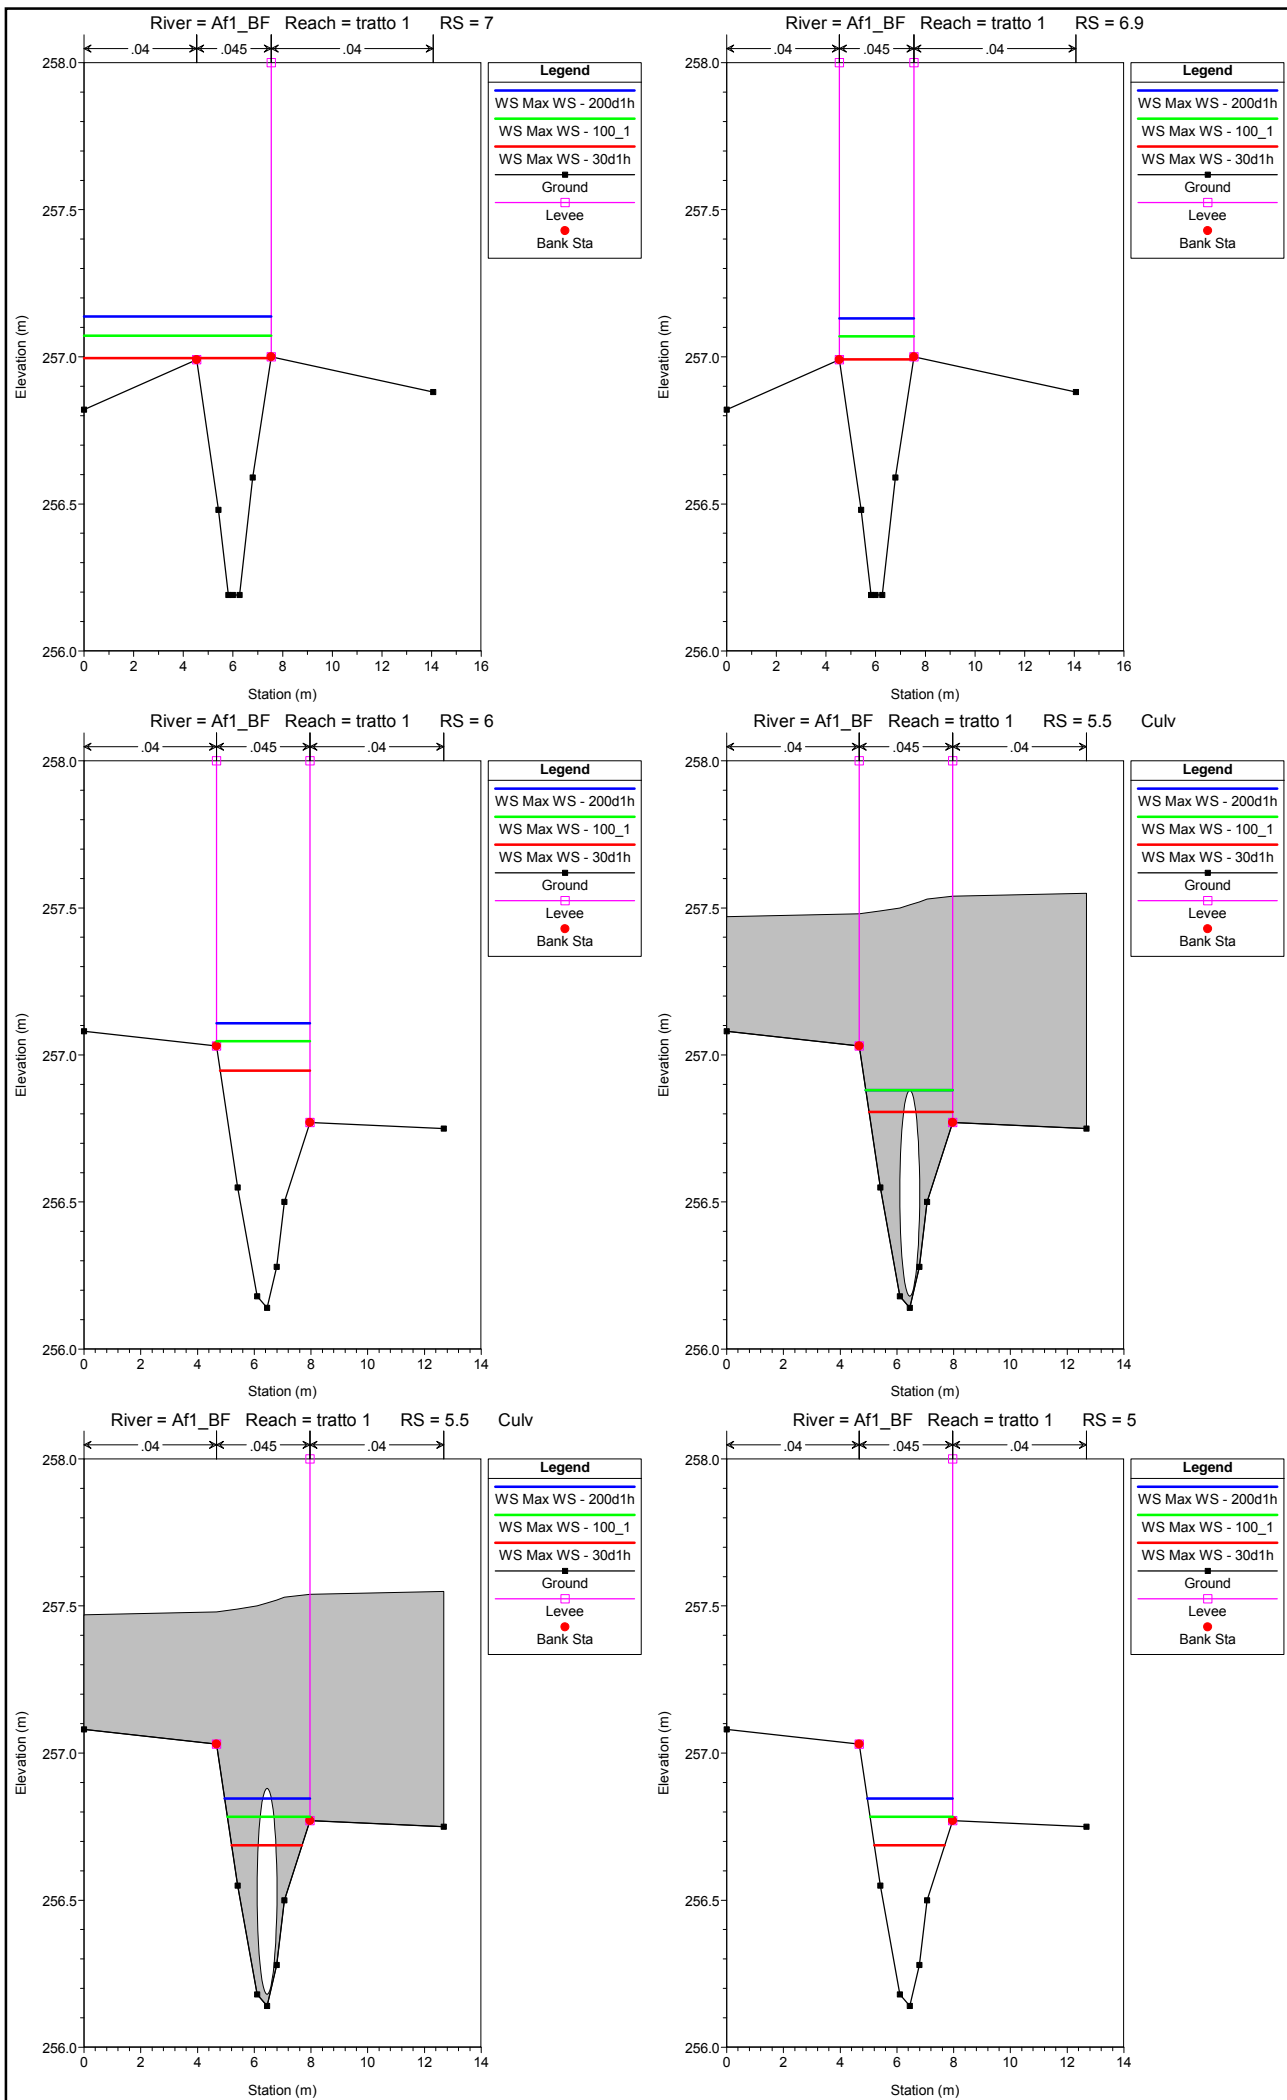 River = Af1_BF Reach = tratto 1 RS = 7
.04 .045 .04
258.0
257.5
257.0
256.5
256.0
Elevation (m)
0 2 4 6 8 10 12 14 16
Station (m)
Legend
WS Max WS - 200d1h
WS Max WS - 100_1
WS Max WS - 30d1h
Ground
Levee
Bank Sta
River = Af1_BF Reach = tratto 1 RS = 6.9
.04 .045 .04
258.0
257.5
257.0
256.5
256.0
Elevation (m)
0 2 4 6 8 10 12 14 16
Station (m)
Legend
WS Max WS - 200d1h
WS Max WS - 100_1
WS Max WS - 30d1h
Ground
Levee
Bank Sta
River = Af1_BF Reach = tratto 1 RS = 6
.04 .045 .04
258.0
257.5
257.0
256.5
256.0
Elevation (m)
0 2 4 6 8 10 12 14
Station (m)
Legend
WS Max WS - 200d1h
WS Max WS - 100_1
WS Max WS - 30d1h
Ground
Levee
Bank Sta
River = Af1_BF Reach = tratto 1 RS = 5.5 Culv
.04 .045 .04
258.0
257.5
257.0
256.5
256.0
Elevation (m)
0 2 4 6 8 10 12 14
Station (m)
Legend
WS Max WS - 200d1h
WS Max WS - 100_1
WS Max WS - 30d1h
Ground
Levee
Bank Sta
River = Af1_BF Reach = tratto 1 RS = 5.5 Culv
.04 .045 .04
258.0
257.5
257.0
256.5
256.0
Elevation (m)
0 2 4 6 8 10 12 14
Station (m)
Legend
WS Max WS - 200d1h
WS Max WS - 100_1
WS Max WS - 30d1h
Ground
Levee
Bank Sta
River = Af1_BF Reach = tratto 1 RS = 5
.04 .045 .04
258.0
257.5
257.0
256.5
256.0
Elevation (m)
0 2 4 6 8 10 12 14
Station (m)
Legend
WS Max WS - 200d1h
WS Max WS - 100_1
WS Max WS - 30d1h
Ground
Levee
Bank Sta